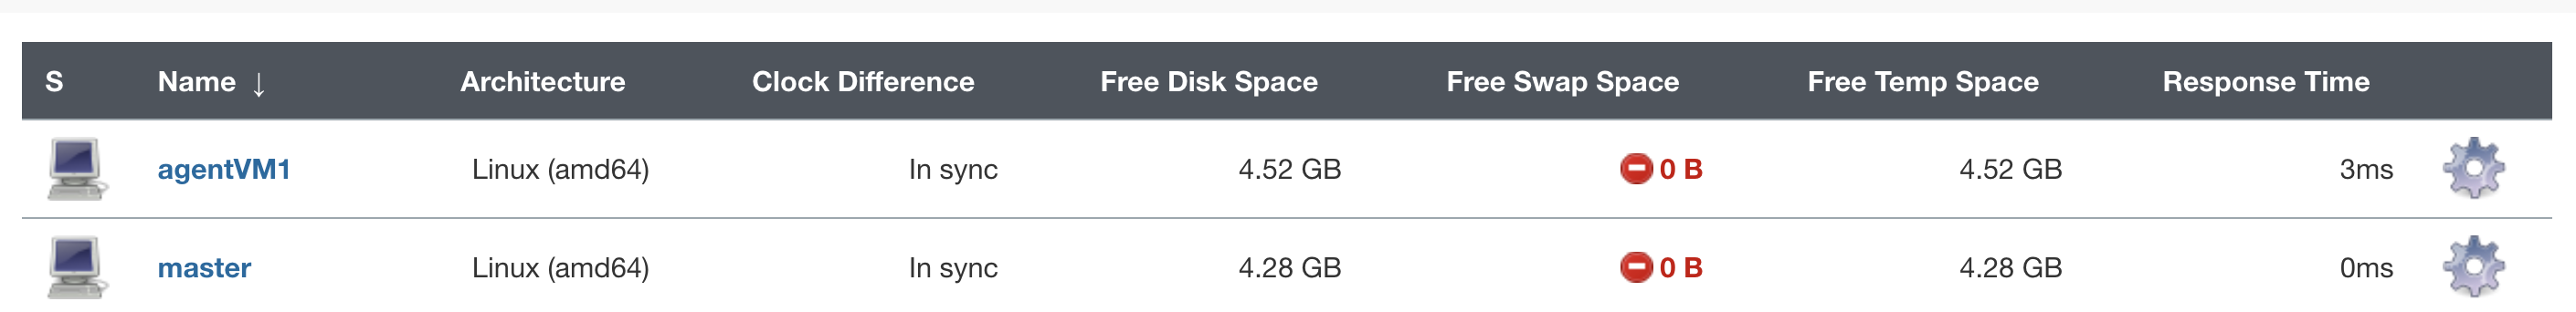 S Name ↓ Architecture Clock Difference Free Disk Space Free Swap Space Free Temp Space Response Time
agentVM1 Linux (amd64) In sync 4.52 GB 0 B 4.52 GB 3ms
master Linux (amd64) In sync 4.28 GB 0 B 4.28 GB 0ms